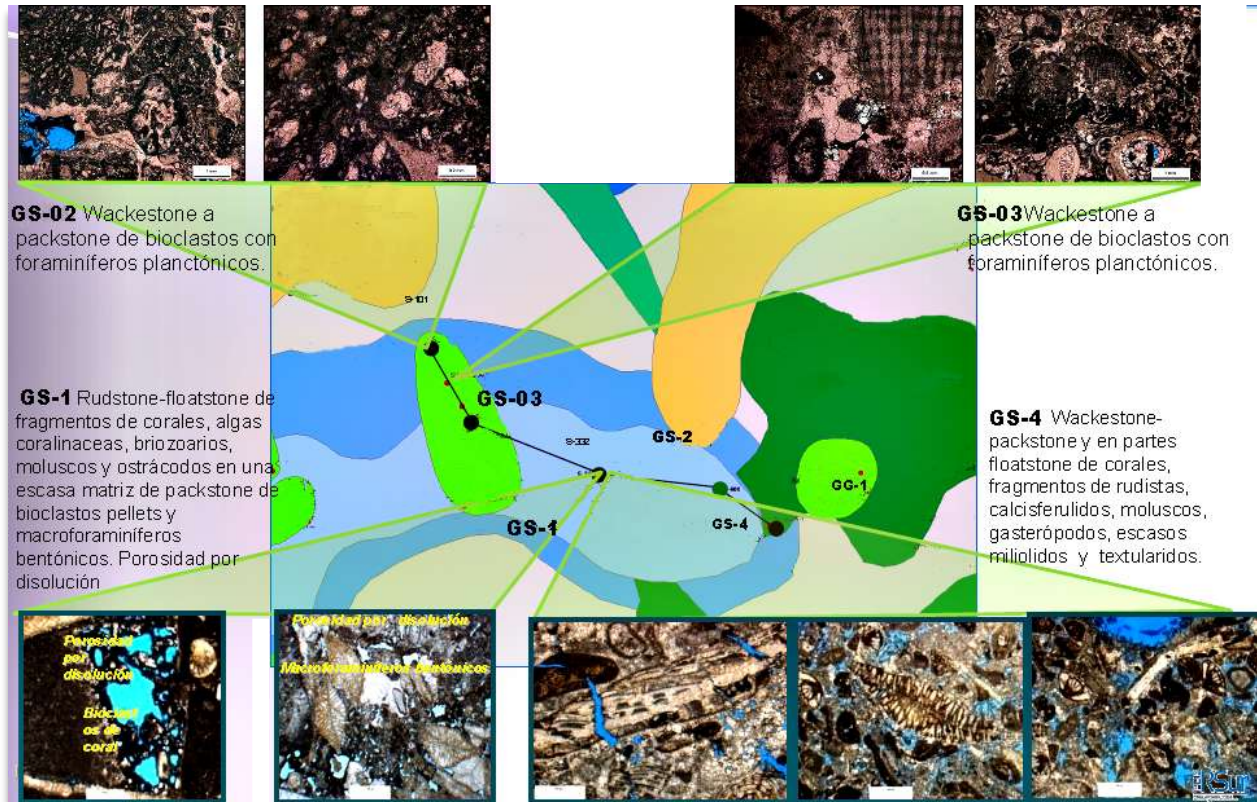 GS-02 Wackestone a
packstone de bioclastos con
foraminíferos planctónicos.
GS-03 Wackestone a
packstone de bioclastos con
foraminíferos planctónicos.
GS-1 Rudstone-floatstone de
fragmentos de corales, algas
coralinaceas, briozoarios,
moluscos y ostrácodos en una
escasa matriz de packstone de
bioclastos pellets y
macroforaminíferos
bentónicos. Porosidad por
disolución
GS-4 Wackestone-
packstone y en partes
floatstone de corales,
fragmentos de rudistas,
calcisferulidos, moluscos,
gasterópodos, escasos
miliolidos y textularidos.
S-101
GS-03
S-332
GS-2
GG-1
GS-1
GS-4
Porosidad
por
disolución
Bioclast
os de
coral
Porosidad por disolución
Macroforaminíferos bentónicos